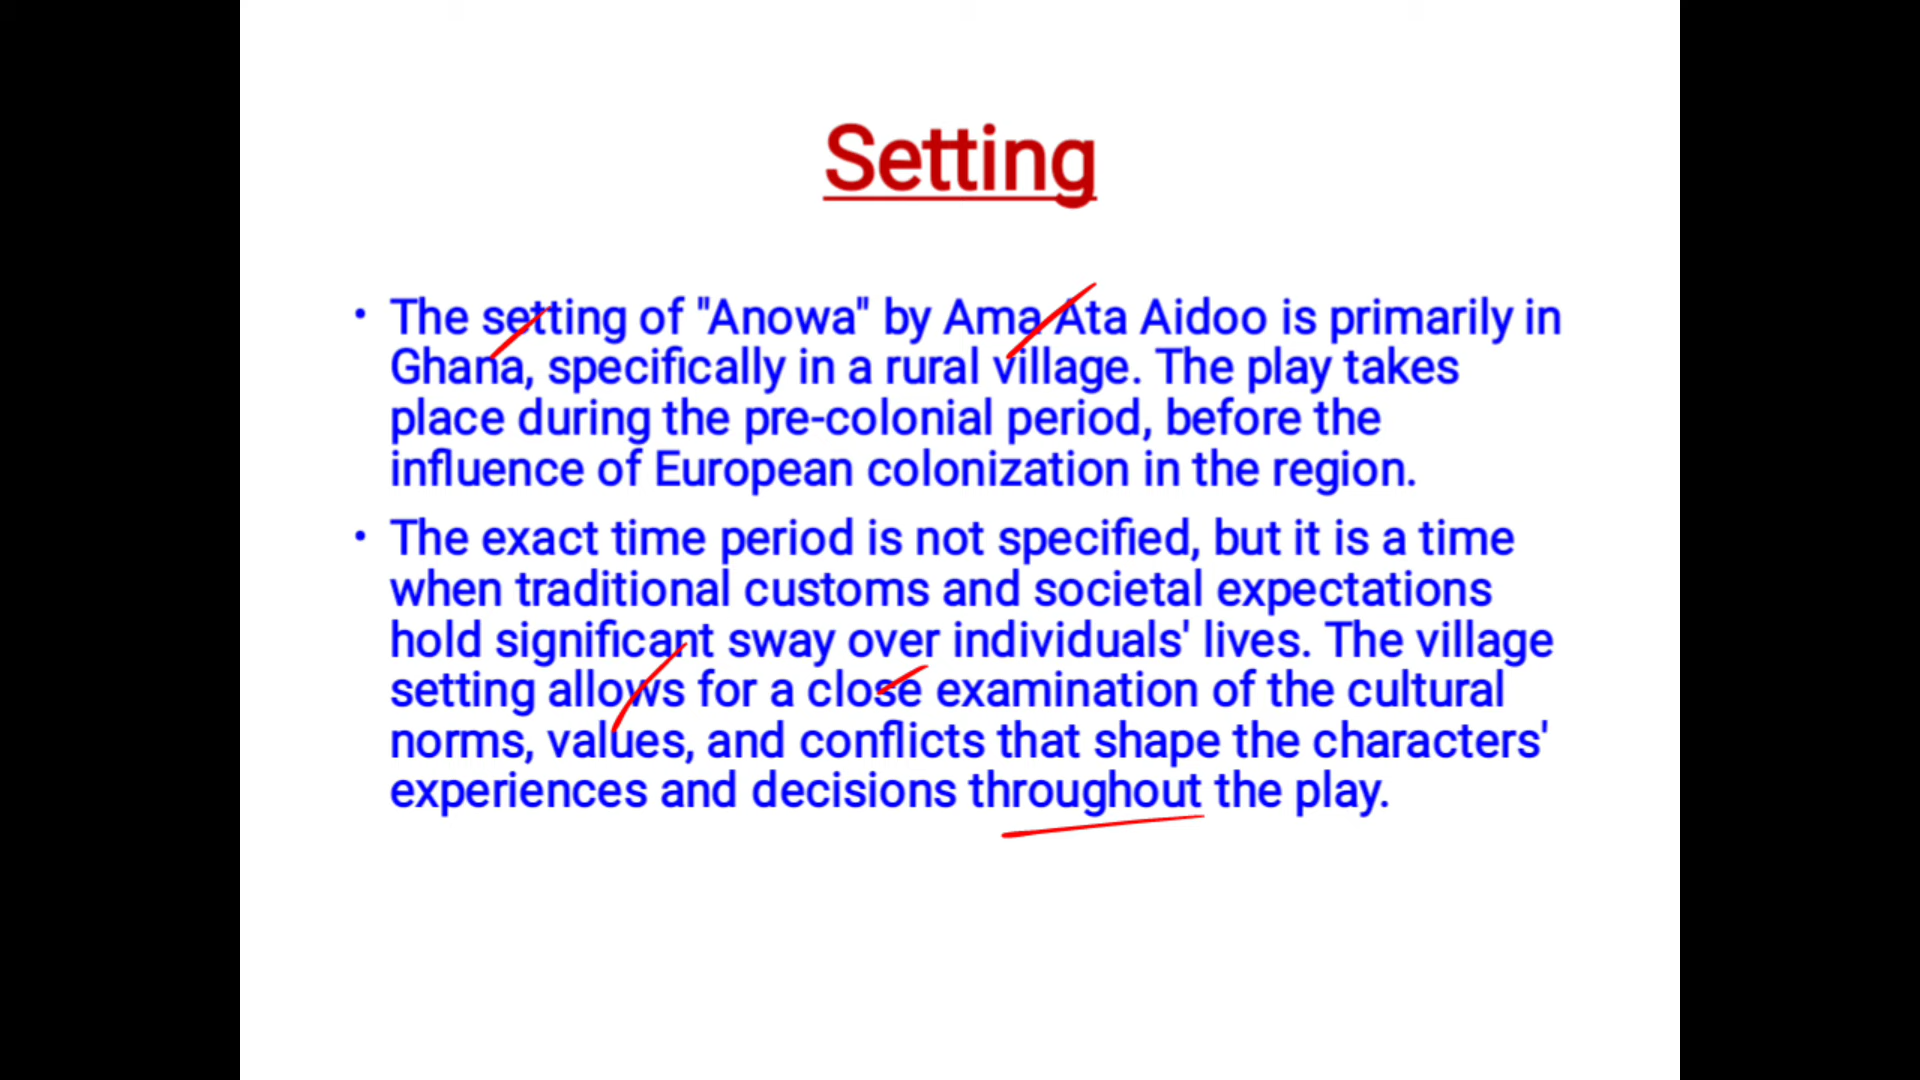 Setting
• The setting of "Anowa" by Ama Ata Aidoo is primarily in
Ghana, specifically in a rural village. The play takes
place during the pre-colonial period, before the
influence of European colonization in the region.
• The exact time period is not specified, but it is a time
when traditional customs and societal expectations
hold significant sway over individuals' lives. The village
setting allows for a close examination of the cultural
norms, values, and conflicts that shape the characters'
experiences and decisions throughout the play.